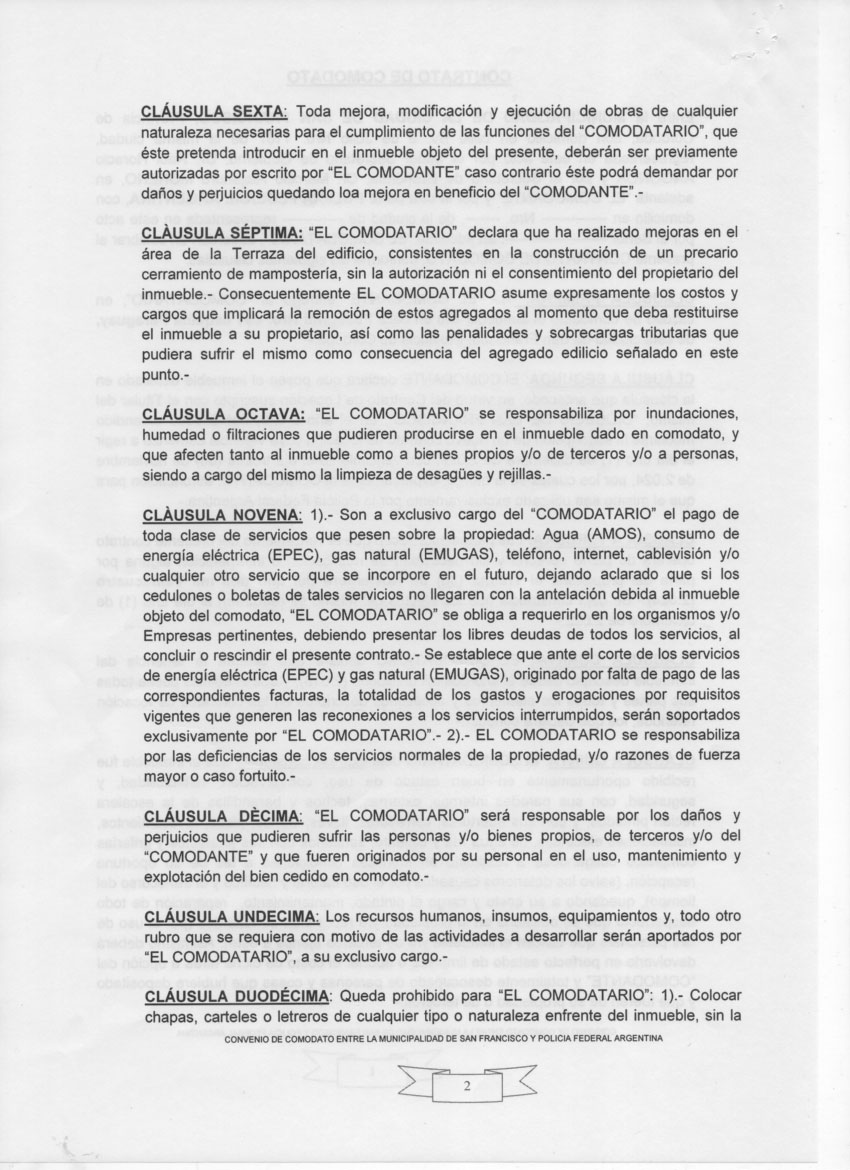 CLÁUSULA SEXTA: Toda mejora, modificación y ejecución de obras de cualquier
naturaleza necesarias para el cumplimiento de las funciones del “COMODATARIO”, que
éste pretenda introducir en el inmueble objeto del presente, deberán ser previamente
autorizadas por escrito por “EL COMODANTE” caso contrario éste podrá demandar por
daños y perjuicios quedando loa mejora en beneficio del “COMODANTE”.-
CLÀUSULA SÉPTIMA: “EL COMODATARIO” declara que ha realizado mejoras en el
área de la Terraza del edificio, consistentes en la construcción de un precario
cerramiento de mampostería, sin la autorización ni el consentimiento del propietario del
inmueble.- Consecuentemente EL COMODATARIO asume expresamente los costos y
cargos que implicará la remoción de estos agregados al momento que deba restituirse
el inmueble a su propietario, así como las penalidades y sobrecargas tributarias que
pudiera sufrir el mismo como consecuencia del agregado edilicio señalado en este
punto.-
CLÁUSULA OCTAVA: “EL COMODATARIO” se responsabiliza por inundaciones,
humedad o filtraciones que pudieren producirse en el inmueble dado en comodato, y
que afecten tanto al inmueble como a bienes propios y/o de terceros y/o a personas,
siendo a cargo del mismo la limpieza de desagües y rejillas.-
CLÀUSULA NOVENA: 1).- Son a exclusivo cargo del “COMODATARIO” el pago de
toda clase de servicios que pesen sobre la propiedad: Agua (AMOS), consumo de
energía eléctrica (EPEC), gas natural (EMUGAS), teléfono, internet, cablevisión y/o
cualquier otro servicio que se incorpore en el futuro, dejando aclarado que si los
cedulones o boletas de tales servicios no llegaren con la antelación debida al inmueble
objeto del comodato, “EL COMODATARIO” se obliga a requerirlo en los organismos y/o
Empresas pertinentes, debiendo presentar los libres deudas de todos los servicios, al
concluir o rescindir el presente contrato.- Se establece que ante el corte de los servicios
de energía eléctrica (EPEC) y gas natural (EMUGAS), originado por falta de pago de las
correspondientes facturas, la totalidad de los gastos y erogaciones por requisitos
vigentes que generen las reconexiones a los servicios interrumpidos, serán soportados
exclusivamente por “EL COMODATARIO”.- 2).- EL COMODATARIO se responsabiliza
por las deficiencias de los servicios normales de la propiedad, y/o razones de fuerza
mayor o caso fortuito.-
CLÁUSULA DÈCIMA: “EL COMODATARIO” será responsable por los daños y
perjuicios que pudieren sufrir las personas y/o bienes propios, de terceros y/o del
“COMODANTE” y que fueren originados por su personal en el uso, mantenimiento y
explotación del bien cedido en comodato.-
CLÁUSULA UNDECIMA: Los recursos humanos, insumos, equipamientos y, todo otro
rubro que se requiera con motivo de las actividades a desarrollar serán aportados por
“EL COMODATARIO”, a su exclusivo cargo.-
CLÁUSULA DUODÉCIMA: Queda prohibido para “EL COMODATARIO”: 1).- Colocar
chapas, carteles o letreros de cualquier tipo o naturaleza enfrente del inmueble, sin la
CONVENIO DE COMODATO ENTRE LA MUNICIPALIDAD DE SAN FRANCISCO Y POLICIA FEDERAL ARGENTINA
2